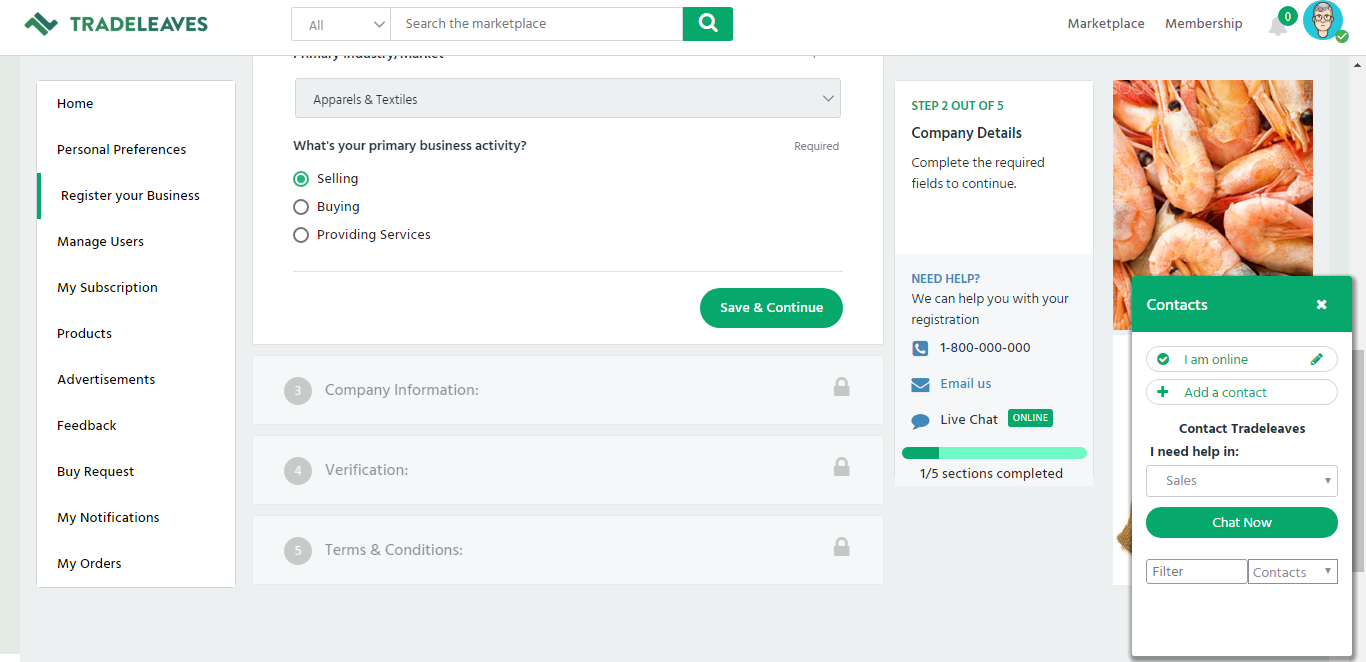 TRADELEAVES
All
Search the marketplace
Marketplace
Membership
0
Home
Personal Preferences
Register your Business
Manage Users
My Subscription
Products
Advertisements
Feedback
Buy Request
My Notifications
My Orders
Primary Industry/Market
Apparels & Textiles
What's your primary business activity?
Required
Selling
Buying
Providing Services
Save & Continue
3 Company Information:
4 Verification:
5 Terms & Conditions:
STEP 2 OUT OF 5
Company Details
Complete the required
fields to continue.
NEED HELP?
We can help you with your
registration
1-800-000-000
Email us
Live Chat ONLINE
1/5 sections completed
Contacts
I am online
Add a contact
Contact Tradeleaves
I need help in:
Sales
Chat Now
Filter
Contacts